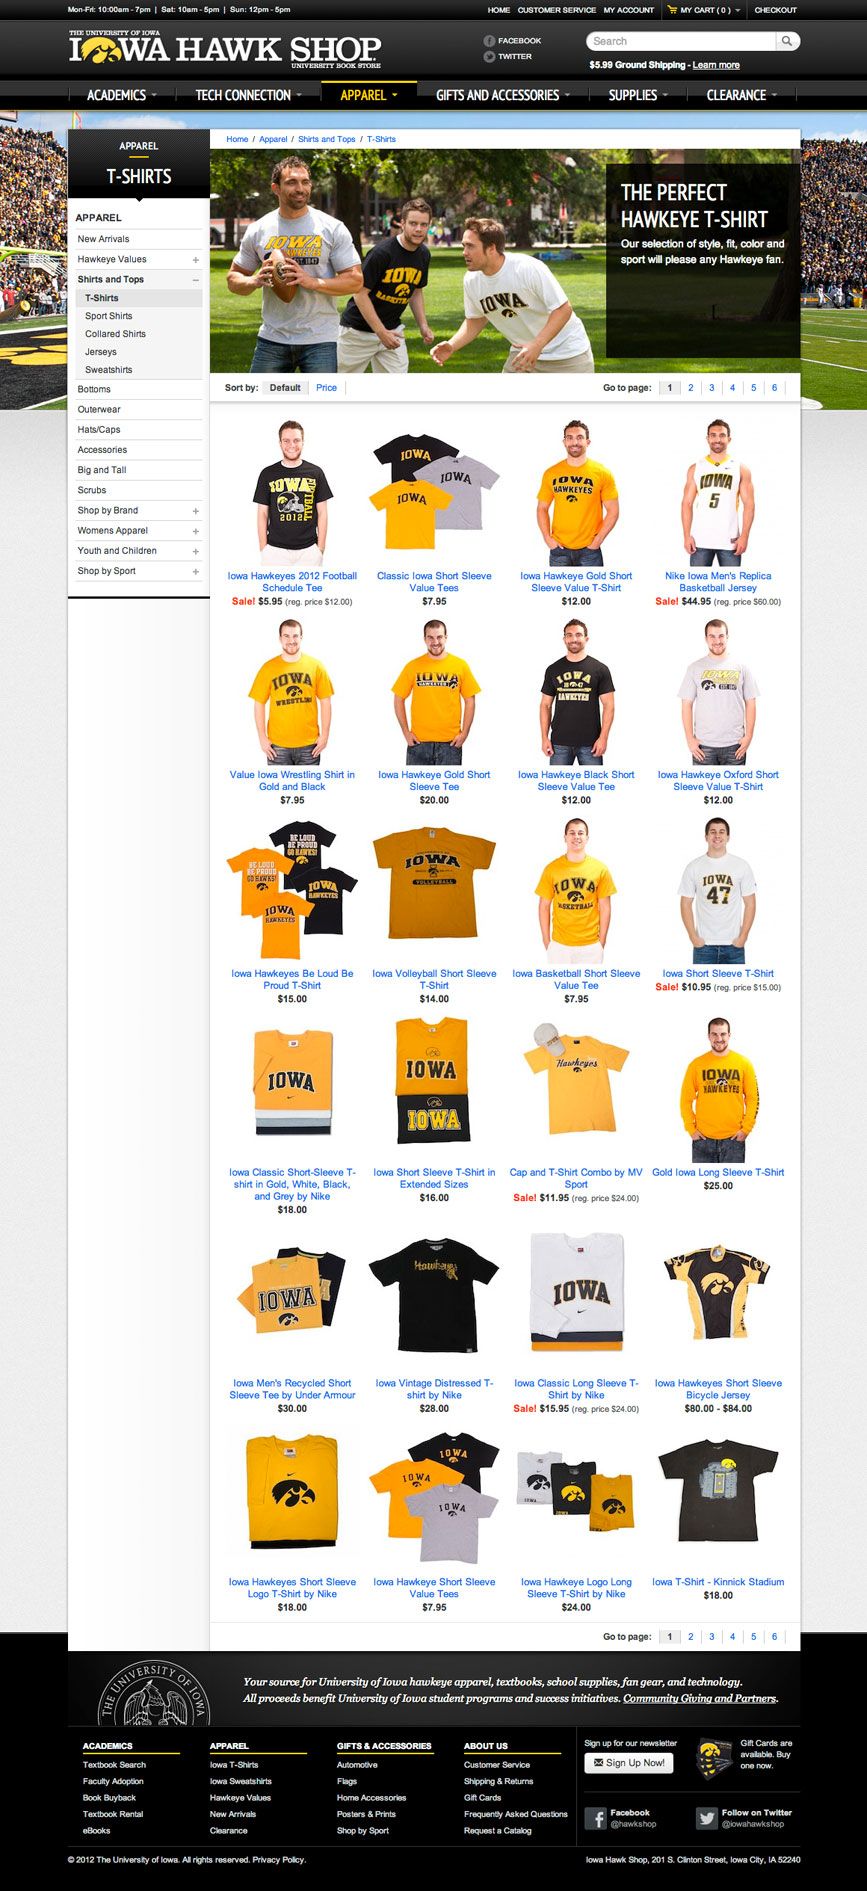 Mon-Fri: 10:00am - 7pm | Sat: 10am - 5pm | Sun: 12pm - 5pm
HOME CUSTOMER SERVICE MY ACCOUNT MY CART ( 0 ) CHECKOUT
THE UNIVERSITY OF IOWA
IOWA HAWK SHOP
UNIVERSITY BOOK STORE
FACEBOOK
TWITTER
Search
$5.99 Ground Shipping - Learn more
ACADEMICS TECH CONNECTION APPAREL GIFTS AND ACCESSORIES SUPPLIES CLEARANCE
APPAREL
T-SHIRTS
APPAREL
New Arrivals
Hawkeye Values +
Shirts and Tops −
T-Shirts
Sport Shirts
Collared Shirts
Jerseys
Sweatshirts
Bottoms
Outerwear
Hats/Caps
Accessories
Big and Tall
Scrubs
Shop by Brand +
Womens Apparel +
Youth and Children +
Shop by Sport +
Home / Apparel / Shirts and Tops / T-Shirts
THE PERFECT
HAWKEYE T-SHIRT
Our selection of style, fit, color and
sport will please any Hawkeye fan.
Sort by: Default Price
Go to page: 1 2 3 4 5 6
Iowa Hawkeyes 2012 Football
Schedule Tee
Sale! $5.95 (reg. price $12.00)
Classic Iowa Short Sleeve
Value Tees
$7.95
Iowa Hawkeye Gold Short
Sleeve Value T-Shirt
$12.00
Nike Iowa Men's Replica
Basketball Jersey
Sale! $44.95 (reg. price $60.00)
Value Iowa Wrestling Shirt in
Gold and Black
$7.95
Iowa Hawkeye Gold Short
Sleeve Tee
$20.00
Iowa Hawkeye Black Short
Sleeve Value Tee
$12.00
Iowa Hawkeye Oxford Short
Sleeve Value T-Shirt
$12.00
Iowa Hawkeyes Be Loud Be
Proud T-Shirt
$15.00
Iowa Volleyball Short Sleeve
T-Shirt
$14.00
Iowa Basketball Short Sleeve
Value Tee
$7.95
Iowa Short Sleeve T-Shirt
Sale! $10.95 (reg. price $15.00)
Iowa Classic Short-Sleeve T-
shirt in Gold, White, Black,
and Grey by Nike
$18.00
Iowa Short Sleeve T-Shirt in
Extended Sizes
$16.00
Cap and T-Shirt Combo by MV
Sport
Sale! $11.95 (reg. price $24.00)
Gold Iowa Long Sleeve T-Shirt
$25.00
Iowa Men's Recycled Short
Sleeve Tee by Under Armour
$30.00
Iowa Vintage Distressed T-
shirt by Nike
$28.00
Iowa Classic Long Sleeve T-
Shirt by Nike
Sale! $15.95 (reg. price $24.00)
Iowa Hawkeyes Short Sleeve
Bicycle Jersey
$80.00 - $84.00
Iowa Hawkeyes Short Sleeve
Logo T-Shirt by Nike
$18.00
Iowa Hawkeye Short Sleeve
Value Tees
$7.95
Iowa Hawkeye Logo Long
Sleeve T-Shirt by Nike
$24.00
Iowa T-Shirt - Kinnick Stadium
$18.00
Go to page: 1 2 3 4 5 6
THE UNIVERSITY OF IOWA
Your source for University of Iowa hawkeye apparel, textbooks, school supplies, fan gear, and technology.
All proceeds benefit University of Iowa student programs and success initiatives. Community Giving and Partners.
ACADEMICS
Textbook Search
Faculty Adoption
Book Buyback
Textbook Rental
eBooks
APPAREL
Iowa T-Shirts
Iowa Sweatshirts
Hawkeye Values
New Arrivals
Clearance
GIFTS & ACCESSORIES
Automotive
Flags
Home Accessories
Posters & Prints
Shop by Sport
ABOUT US
Customer Service
Shipping & Returns
Gift Cards
Frequently Asked Questions
Request a Catalog
Sign up for our newsletter
Sign Up Now!
Gift Cards are
available. Buy
one now.
Facebook
@hawkshop
Follow on Twitter
@iowahawkshop
© 2012 The University of Iowa. All rights reserved. Privacy Policy.
Iowa Hawk Shop, 201 S. Clinton Street, Iowa City, IA 52240